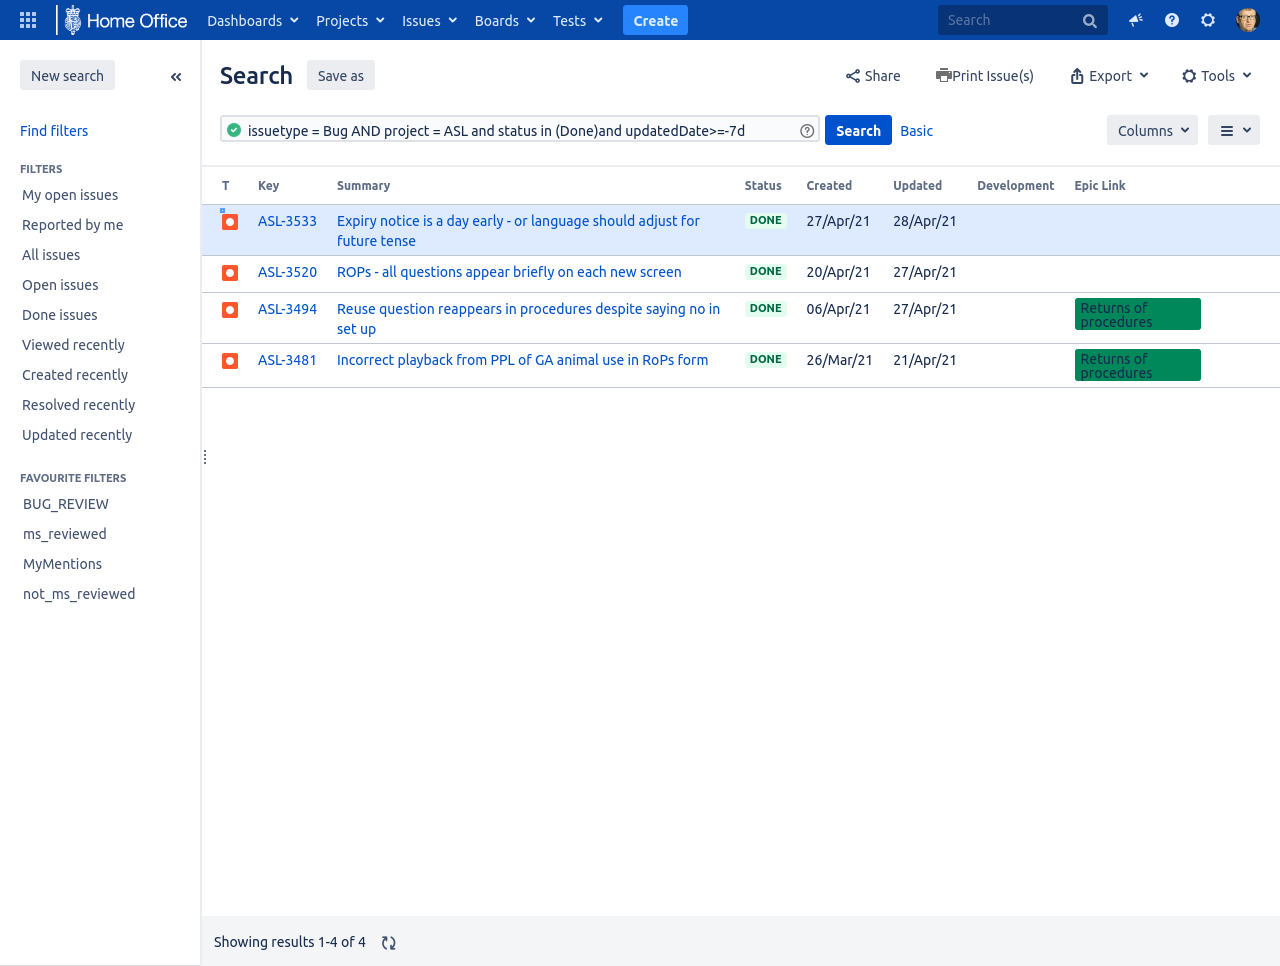 Home Office Dashboards Projects Issues Boards Tests Create Search
New search
Search Save as Share Print Issue(s) Export Tools
Find filters
issuetype = Bug AND project = ASL and status in (Done)and updatedDate>=-7d Search Basic Columns
FILTERS
My open issues
Reported by me
All issues
Open issues
Done issues
Viewed recently
Created recently
Resolved recently
Updated recently
FAVOURITE FILTERS
BUG_REVIEW
ms_reviewed
MyMentions
not_ms_reviewed
T Key Summary Status Created Updated Development Epic Link
ASL-3533 Expiry notice is a day early - or language should adjust for DONE 27/Apr/21 28/Apr/21
future tense
ASL-3520 ROPs - all questions appear briefly on each new screen DONE 20/Apr/21 27/Apr/21
ASL-3494 Reuse question reappears in procedures despite saying no in DONE 06/Apr/21 27/Apr/21 Returns of
set up procedures
ASL-3481 Incorrect playback from PPL of GA animal use in RoPs form DONE 26/Mar/21 21/Apr/21 Returns of
procedures
Showing results 1-4 of 4